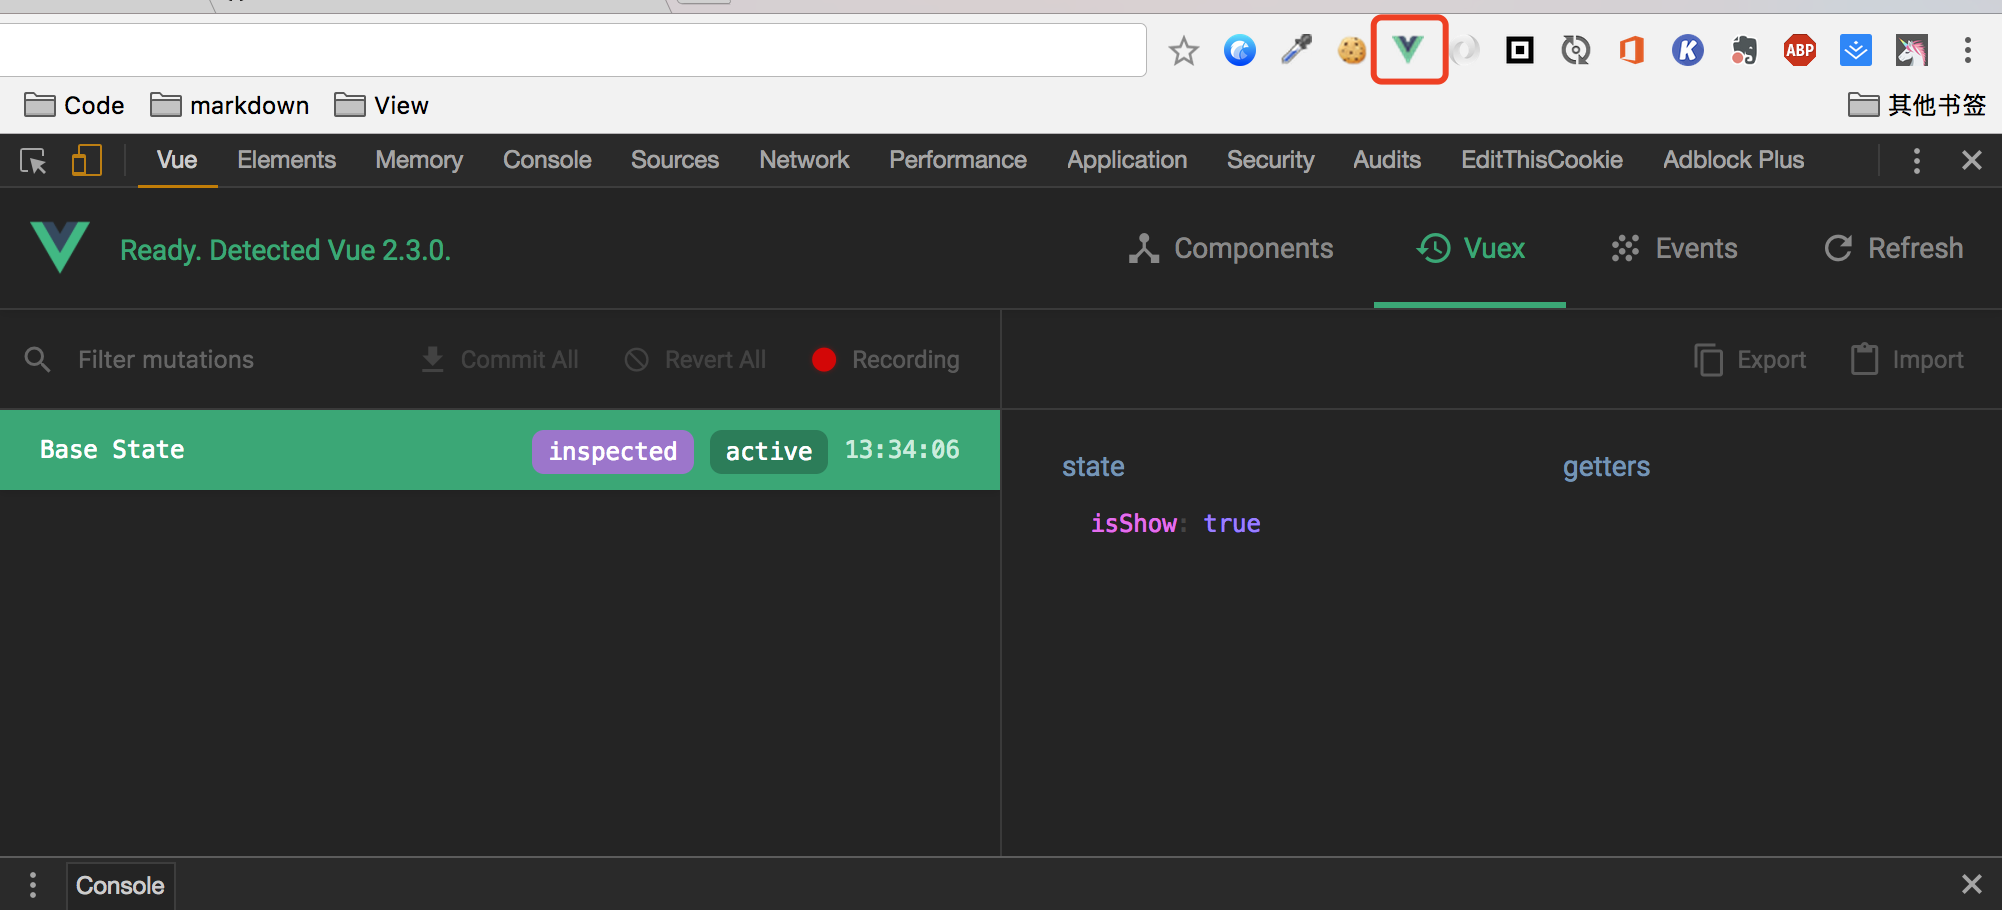 ABP
Code markdown View 其他书签
Vue Elements Memory Console Sources Network Performance Application Security Audits EditThisCookie Adblock Plus
Ready. Detected Vue 2.3.0. Components Vuex Events Refresh
Filter mutations Commit All Revert All Recording Export Import
Base State inspected active 13:34:06
state getters
isShow: true
Console